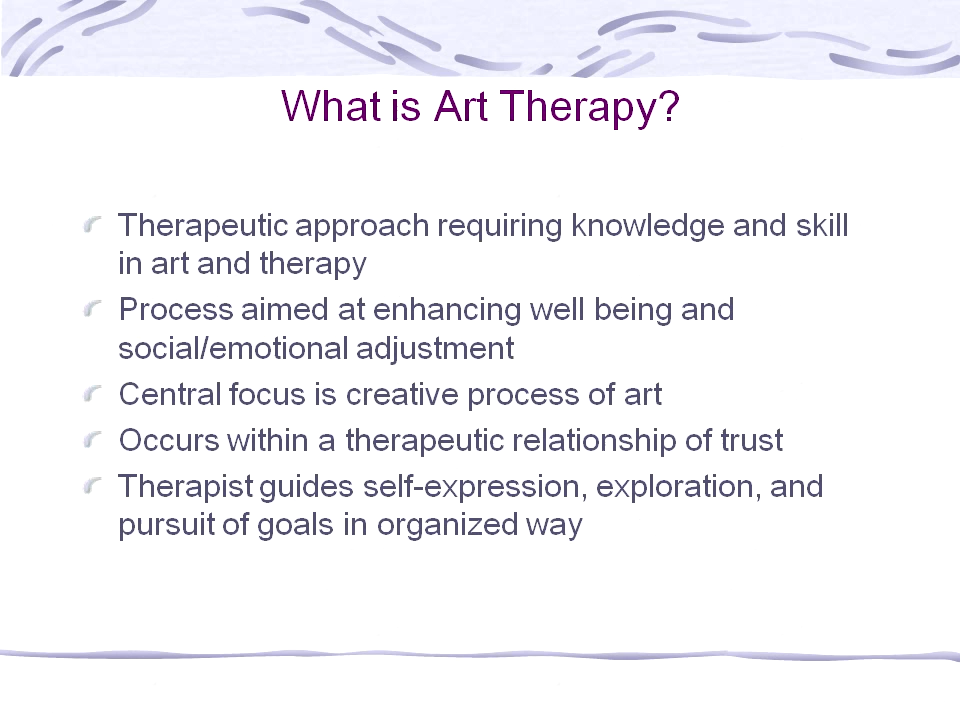 What is Art Therapy?
Therapeutic approach requiring knowledge and skill
in art and therapy
Process aimed at enhancing well being and
social/emotional adjustment
Central focus is creative process of art
Occurs within a therapeutic relationship of trust
Therapist guides self-expression, exploration, and
pursuit of goals in organized way